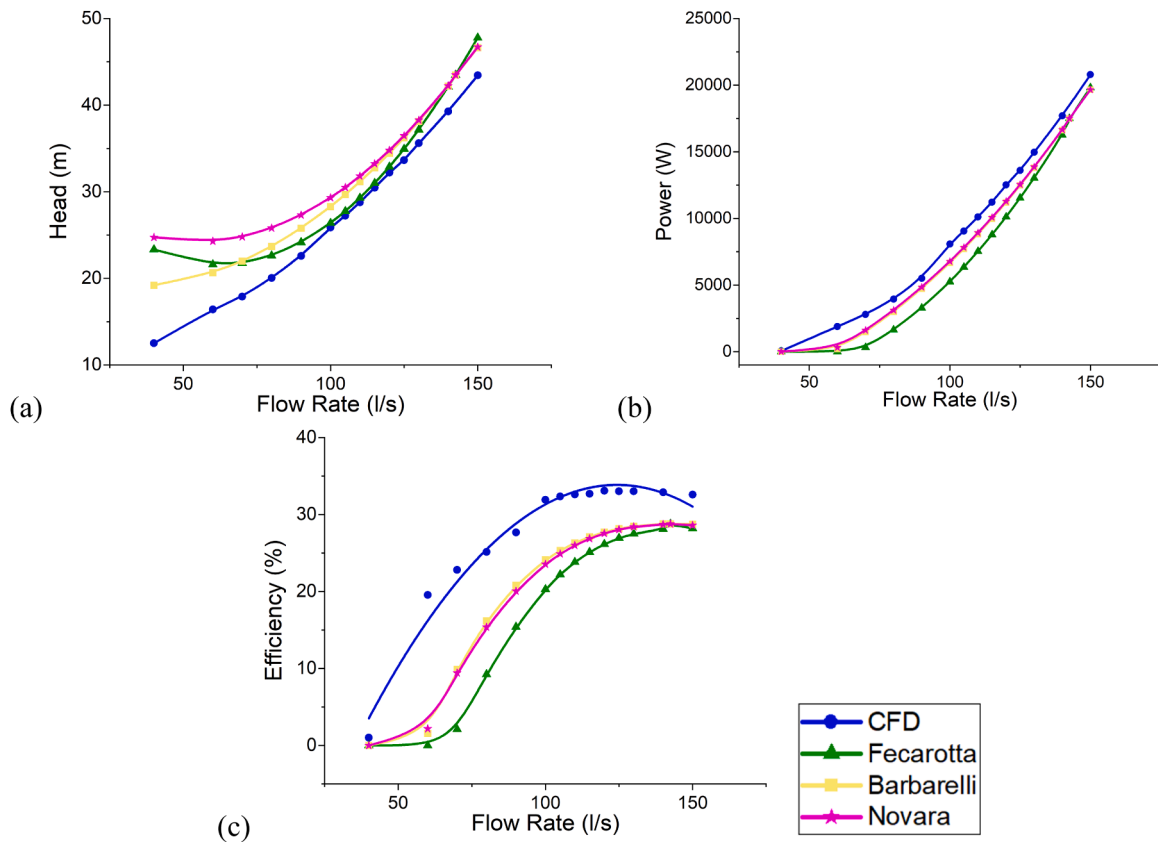 50
40
30
20
10
Head (m)
50
100
150
Flow Rate (l/s)
(a)
25000
20000
15000
10000
5000
0
Power (W)
50
100
150
Flow Rate (l/s)
(b)
40
30
20
10
0
Efficiency (%)
50
100
150
Flow Rate (l/s)
(c)
CFD
Fecarotta
Barbarelli
Novara